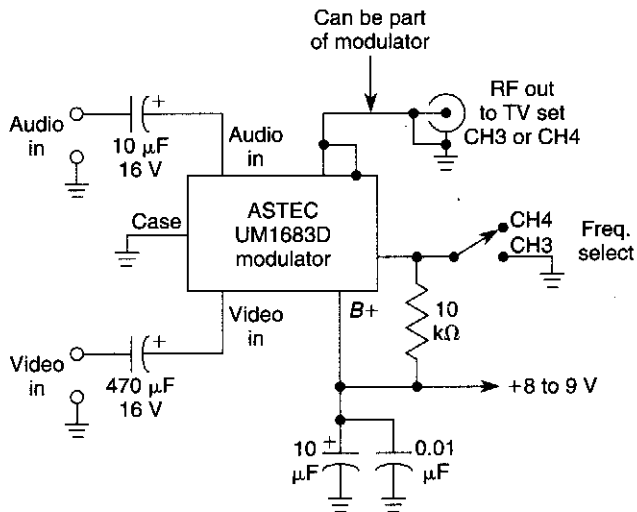 Can be part
of modulator
RF out
to TV set
CH3 or CH4
+
Audio
in
10 µF
16 V
Audio
in
Case
ASTEC
UM1683D
modulator
CH4
CH3
Freq.
select
B+
10
kΩ
Video
in
+
Video
in
470 µF
16 V
+8 to 9 V
10
µF
+
0.01
µF